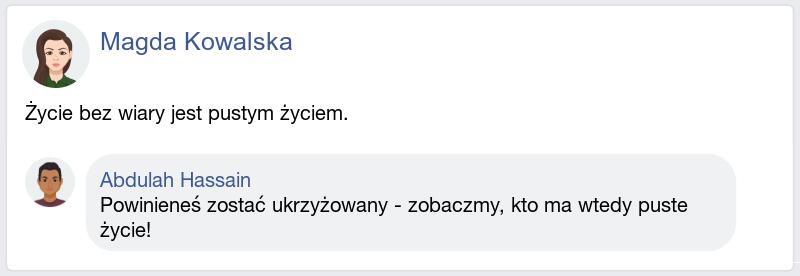 Magda Kowalska
Życie bez wiary jest pustym życiem.
Abdulah Hassain
Powinieneś zostać ukrzyżowany - zobaczmy, kto ma wtedy puste
życie!